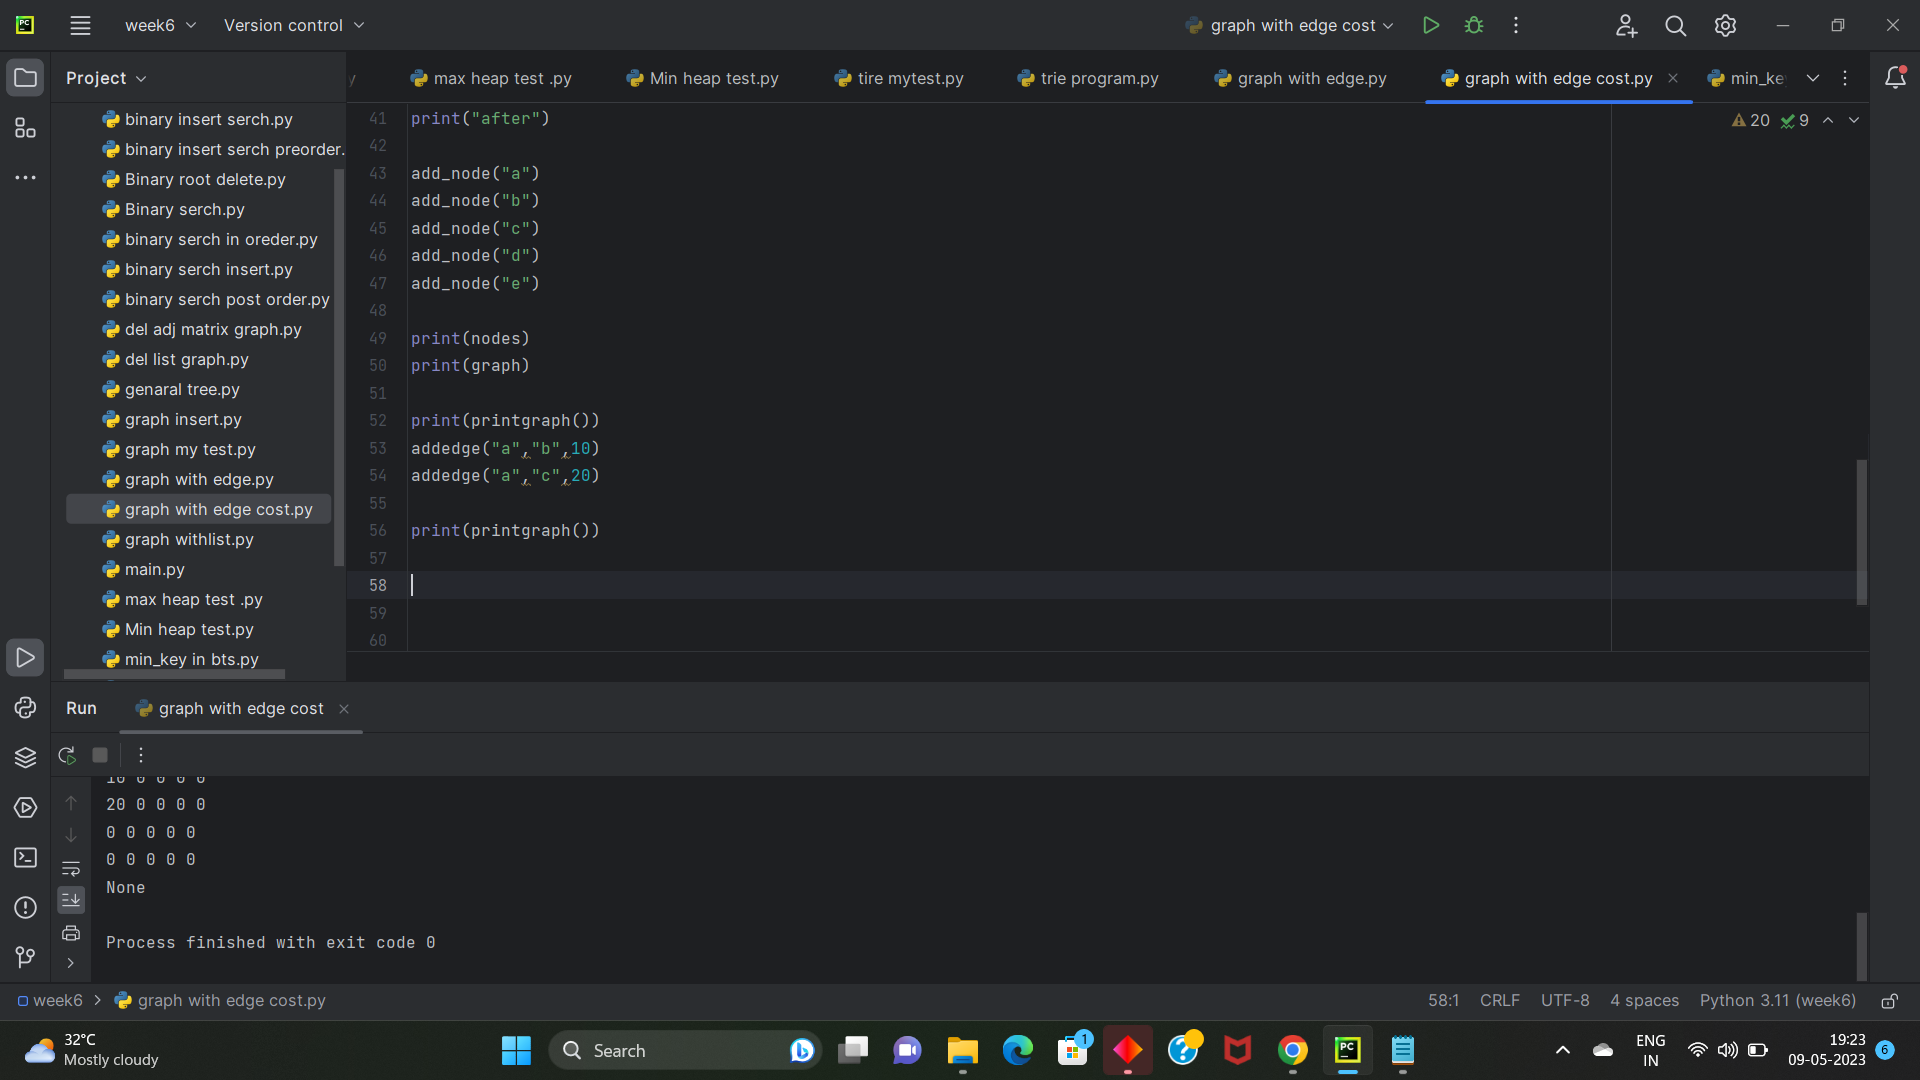 week6
Version control
graph with edge cost
Project
y
max heap test .py
Min heap test.py
tire mytest.py
trie program.py
graph with edge.py
graph with edge cost.py
min_ke
binary insert serch.py
binary insert serch preorder.
Binary root delete.py
Binary serch.py
binary serch in oreder.py
binary serch insert.py
binary serch post order.py
del adj matrix graph.py
del list graph.py
genaral tree.py
graph insert.py
graph my test.py
graph with edge.py
graph with edge cost.py
graph withlist.py
main.py
max heap test .py
Min heap test.py
min_key in bts.py
20 9
41 print("after")
42
43 add_node("a")
44 add_node("b")
45 add_node("c")
46 add_node("d")
47 add_node("e")
48
49 print(nodes)
50 print(graph)
51
52 print(printgraph())
53 addedge("a","b",10)
54 addedge("a","c",20)
55
56 print(printgraph())
57
58
59
60
Run
graph with edge cost
10 0 0 0 0
20 0 0 0 0
0 0 0 0 0
0 0 0 0 0
None
Process finished with exit code 0
week6 > graph with edge cost.py
58:1 CRLF UTF-8 4 spaces Python 3.11 (week6)
32°C
Mostly cloudy
Search
1
PC
ENG
IN
19:23
09-05-2023
6